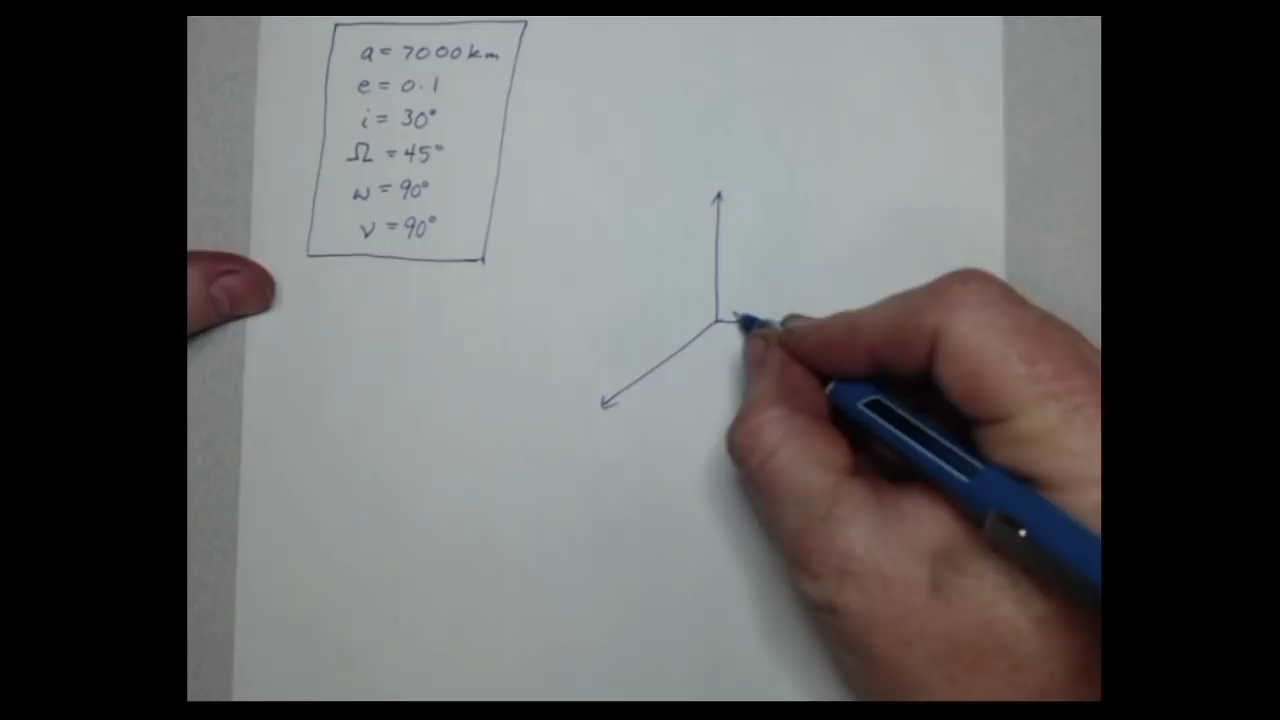 a = 7000 km
e = 0.1
i = 30°
Ω = 45°
ω = 90°
ν = 90°